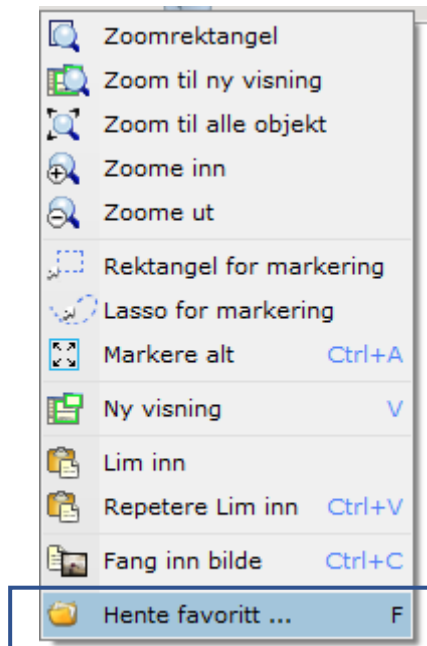 Zoomrektangel
Zoom til ny visning
Zoom til alle objekt
Zoome inn
Zoome ut
Rektangel for markering
Lasso for markering
Markere alt Ctrl+A
Ny visning V
Lim inn
Repetere Lim inn Ctrl+V
Fang inn bilde Ctrl+C
Hente favoritt ... F